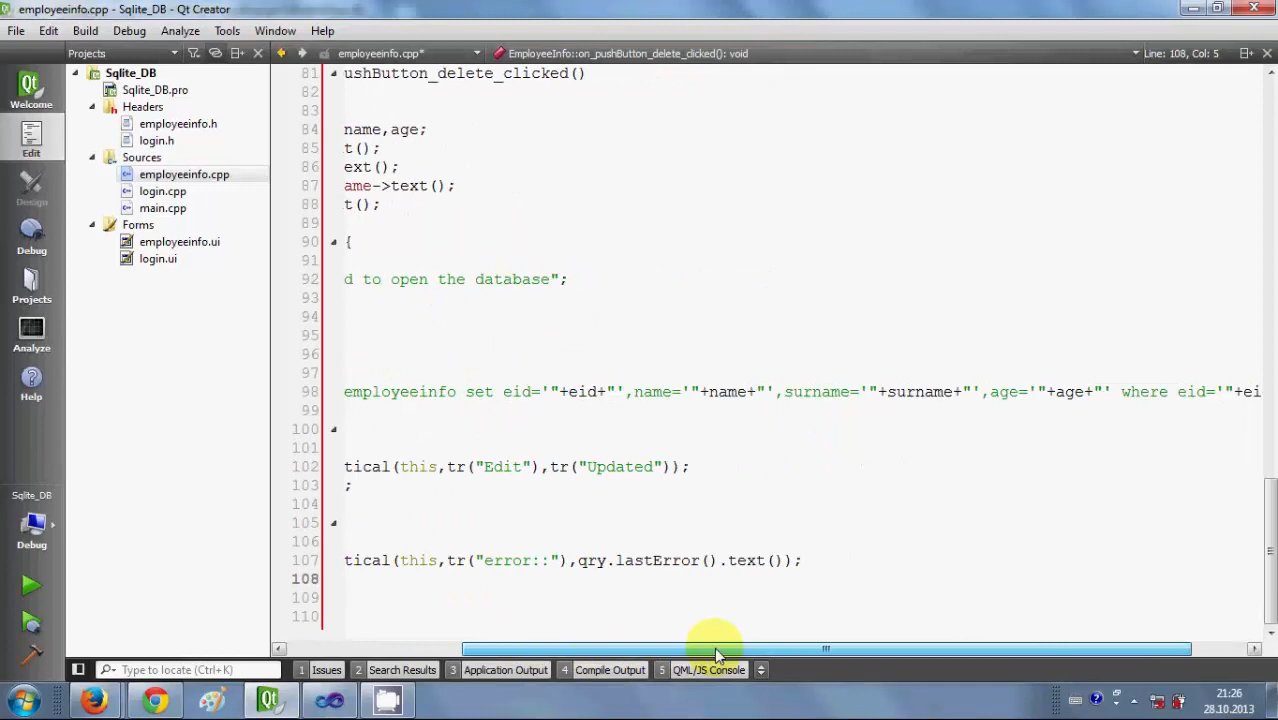 employeeinfo.cpp - Sqlite_DB - Qt Creator
File Edit Build Debug Analyze Tools Window Help
Projects employeeinfo.cpp* EmployeeInfo::on_pushButton_delete_clicked(): void Line: 108, Col: 5
Welcome
Edit
Design
Debug
Projects
Analyze
Help
Sqlite_DB
Debug
Sqlite_DB
Sqlite_DB.pro
Headers
employeeinfo.h
login.h
Sources
employeeinfo.cpp
login.cpp
main.cpp
Forms
employeeinfo.ui
login.ui
81 ushButton_delete_clicked()
82
83
84 name,age;
85 t();
86 ext();
87 ame->text();
88 t();
89
90 {
91
92 d to open the database";
93
94
95
96
97
98 employeeinfo set eid='"+eid+"',name='"+name+"',surname='"+surname+"',age='"+age+"' where eid='"+ei
99
100
101
102 tical(this,tr("Edit"),tr("Updated"));
103 ;
104
105
106
107 tical(this,tr("error::"),qry.lastError().text());
108
109
110
Type to locate (Ctrl+K) 1 Issues 2 Search Results 3 Application Output 4 Compile Output 5 QML/JS Console
21:26
28.10.2013